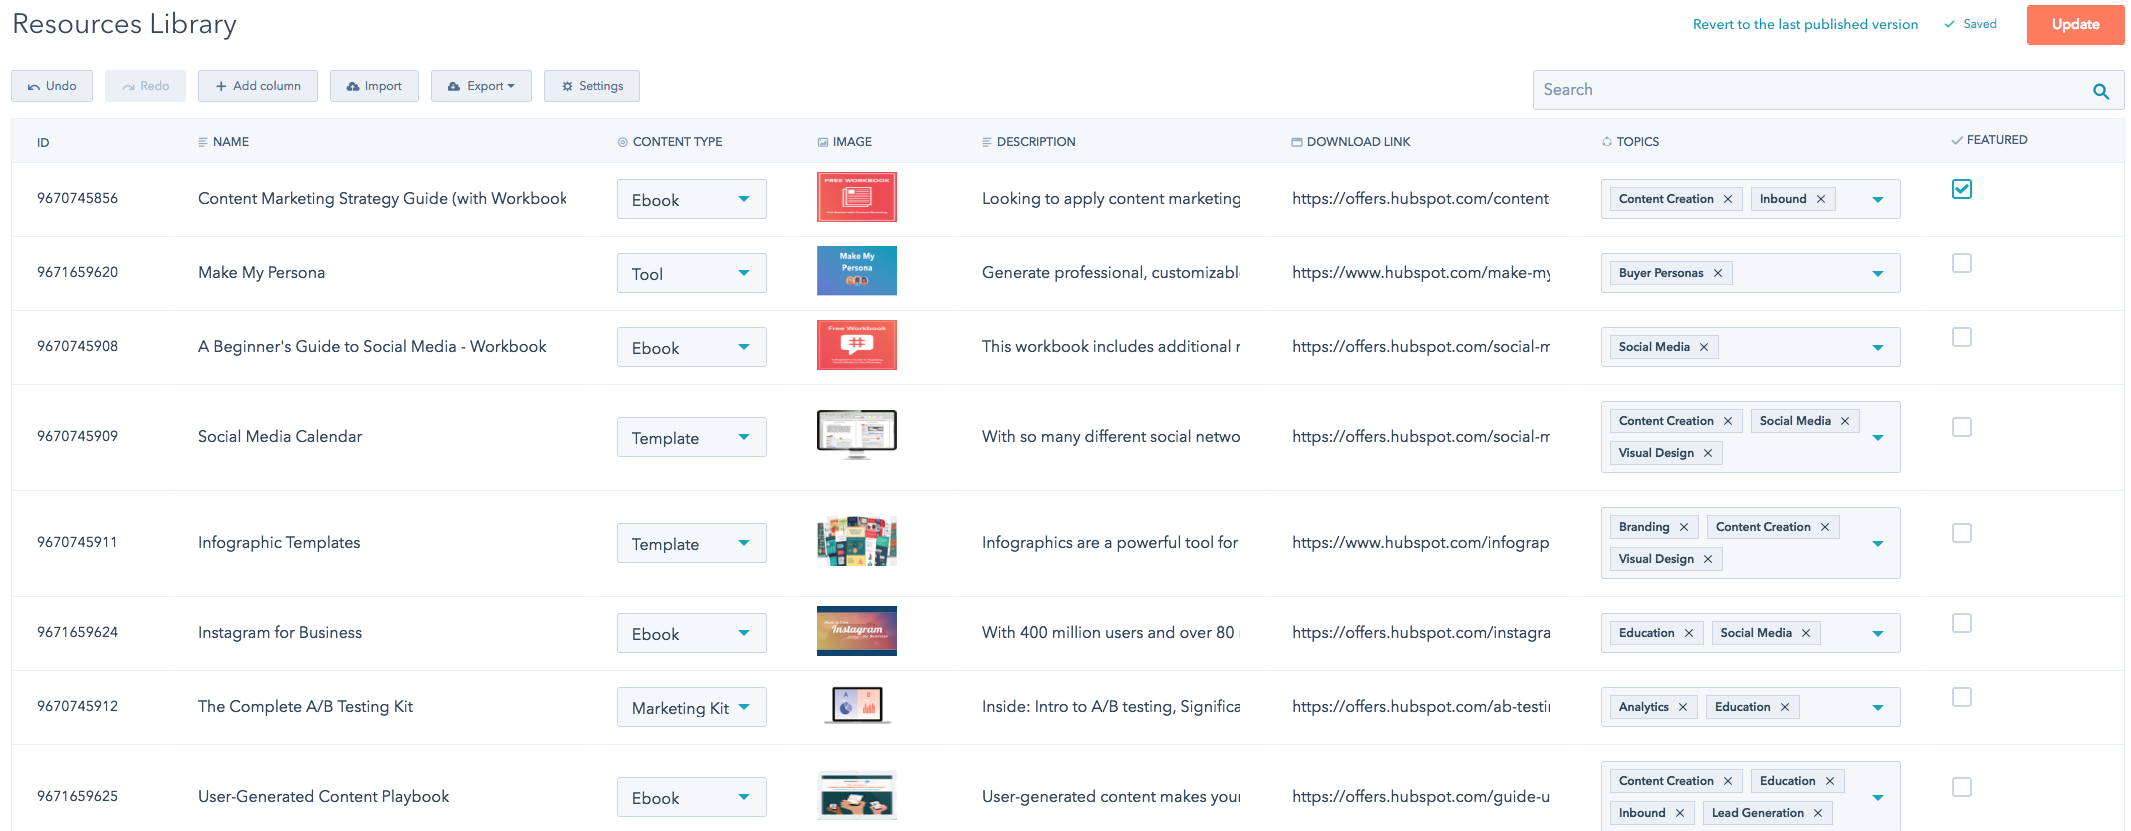 Resources Library
Revert to the last published version
Saved
Update
Undo
Redo
Add column
Import
Export
Settings
Search
ID NAME CONTENT TYPE IMAGE DESCRIPTION DOWNLOAD LINK TOPICS FEATURED
9670745856 Content Marketing Strategy Guide (with Workbook Ebook FREE WORKBOOK Looking to apply content marketing https://offers.hubspot.com/content Content Creation Inbound
9671659620 Make My Persona Tool Make My Persona Generate professional, customizabl https://www.hubspot.com/make-my Buyer Personas
9670745908 A Beginner's Guide to Social Media - Workbook Ebook Free Workbook # This workbook includes additional r https://offers.hubspot.com/social-m Social Media
9670745909 Social Media Calendar Template With so many different social netwo https://offers.hubspot.com/social-m Content Creation Social Media
Visual Design
9670745911 Infographic Templates Template Infographics are a powerful tool for https://www.hubspot.com/infograp Branding Content Creation
Visual Design
9671659624 Instagram for Business Ebook Instagram for Business With 400 million users and over 80 https://offers.hubspot.com/instagra Education Social Media
9670745912 The Complete A/B Testing Kit Marketing Kit A B Inside: Intro to A/B testing, Significa https://offers.hubspot.com/ab-testi Analytics Education
9671659625 User-Generated Content Playbook Ebook User-generated content makes your https://offers.hubspot.com/guide-u Content Creation Education
Inbound Lead Generation